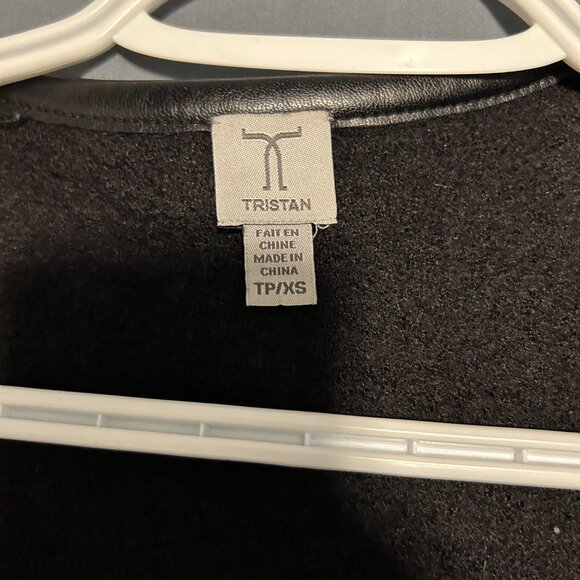 TRISTAN
FAIT EN
CHINE
MADE IN
CHINA
TP/XS